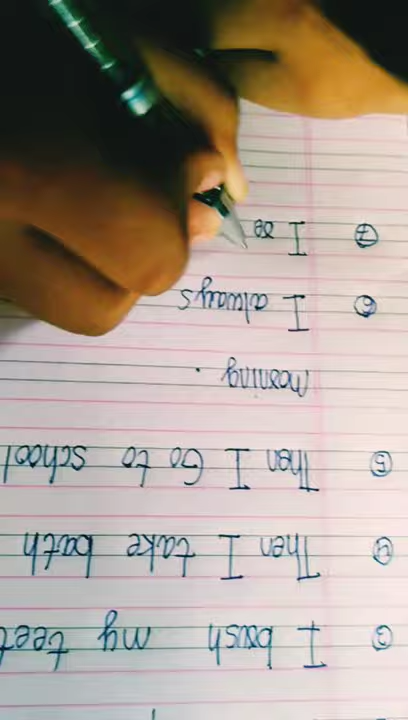 ③ I brush my teet
④ Then I take bath
⑤ Then I Go to school
morning .
⑥ I always
⑦ I